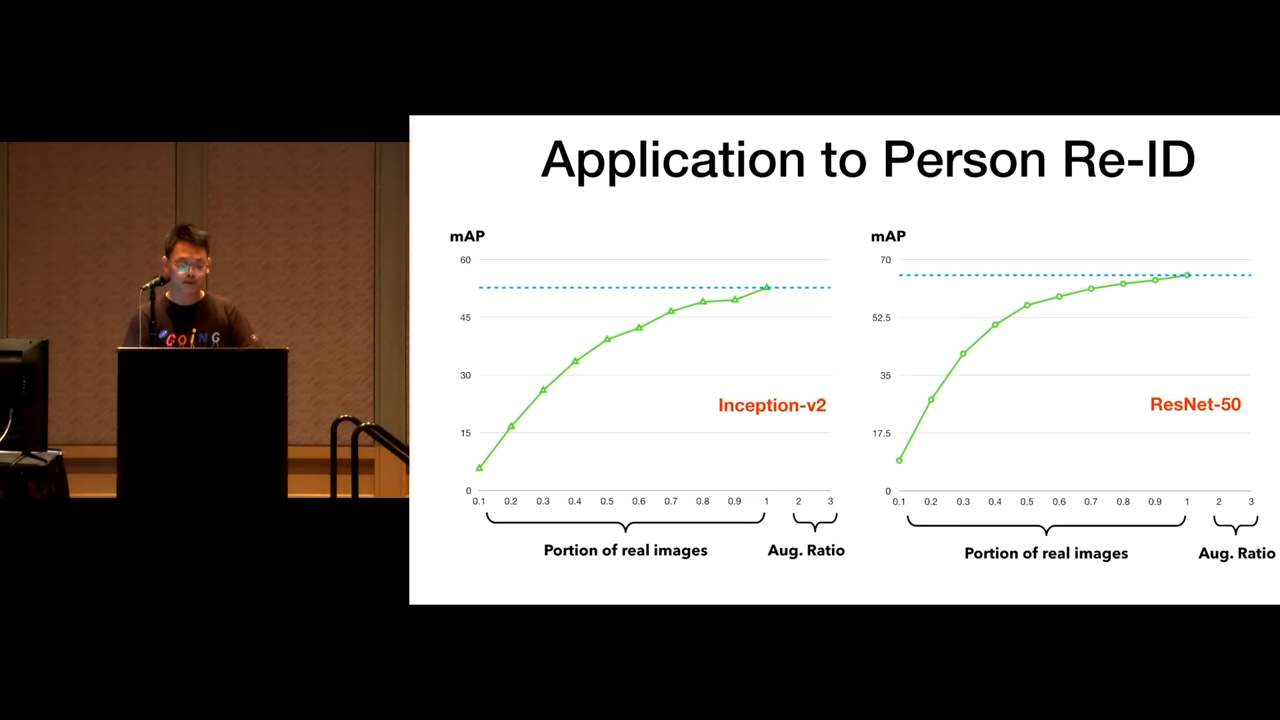 Application to Person Re-ID
mAP
60
45
30
15
0
0.1 0.2 0.3 0.4 0.5 0.6 0.7 0.8 0.9 1 2 3
Inception-v2
Portion of real images
Aug. Ratio
mAP
70
52.5
35
17.5
0
0.1 0.2 0.3 0.4 0.5 0.6 0.7 0.8 0.9 1 2 3
ResNet-50
Portion of real images
Aug. Ratio
GOING